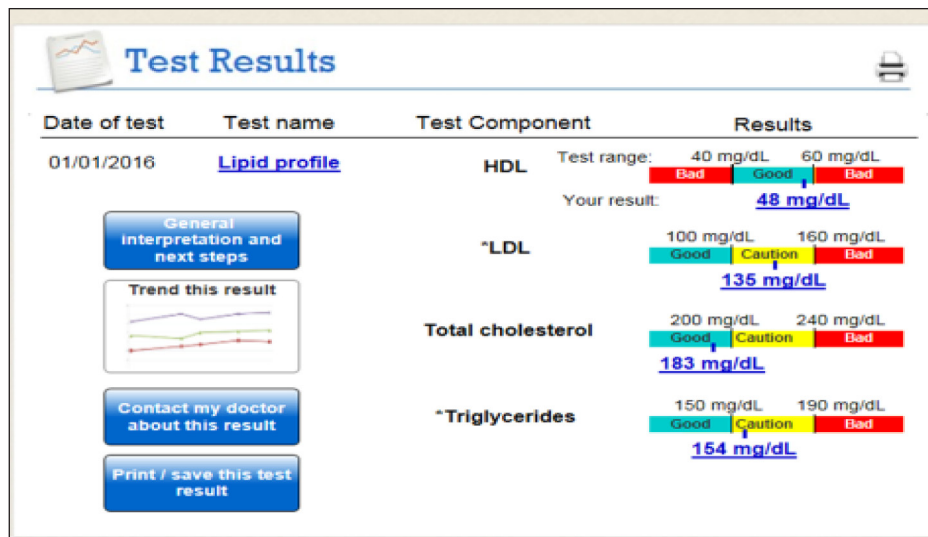 Test Results
Date of test Test name Test Component Results
01/01/2016 Lipid profile HDL Test range: 40 mg/dL 60 mg/dL
Bad Good Bad
Your result: 48 mg/dL
General
interpretation and
next steps
*LDL 100 mg/dL 160 mg/dL
Good Caution Bad
135 mg/dL
Trend this result
Total cholesterol 200 mg/dL 240 mg/dL
Good Caution Bad
183 mg/dL
Contact my doctor
about this result
*Triglycerides 150 mg/dL 190 mg/dL
Good Caution Bad
154 mg/dL
Print / save this test
result